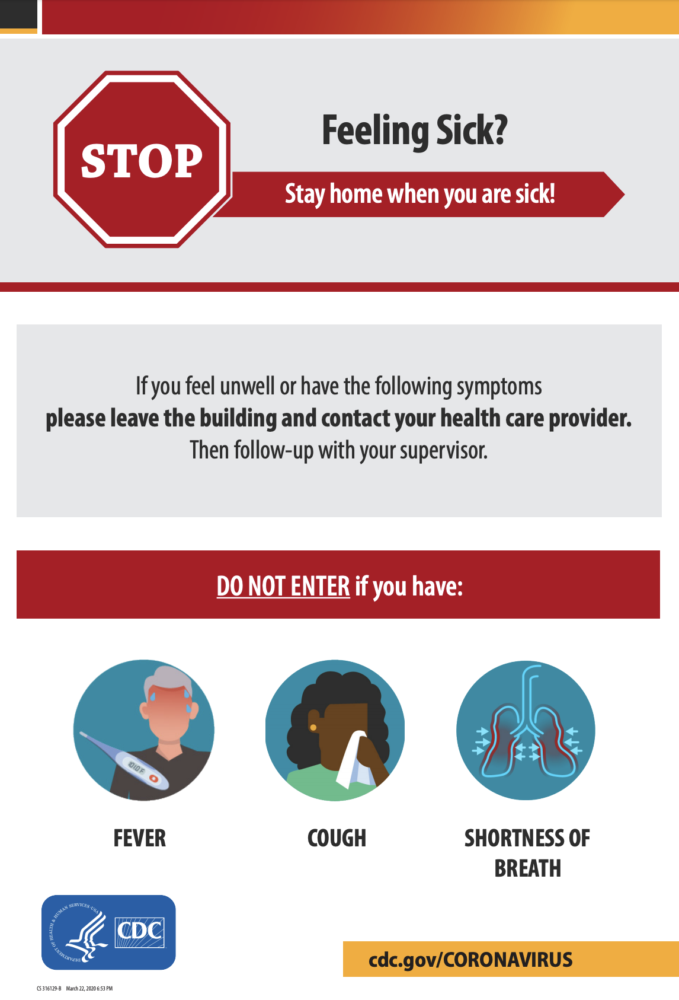 STOP
Feeling Sick?
Stay home when you are sick!
If you feel unwell or have the following symptoms
please leave the building and contact your health care provider.
Then follow-up with your supervisor.
DO NOT ENTER if you have:
101.0F
FEVER
COUGH
SHORTNESS OF
BREATH
DEPARTMENT OF HEALTH & HUMAN SERVICES·USA
CDC
cdc.gov/CORONAVIRUS
CS 316129-B March 22, 2020 6:53 PM